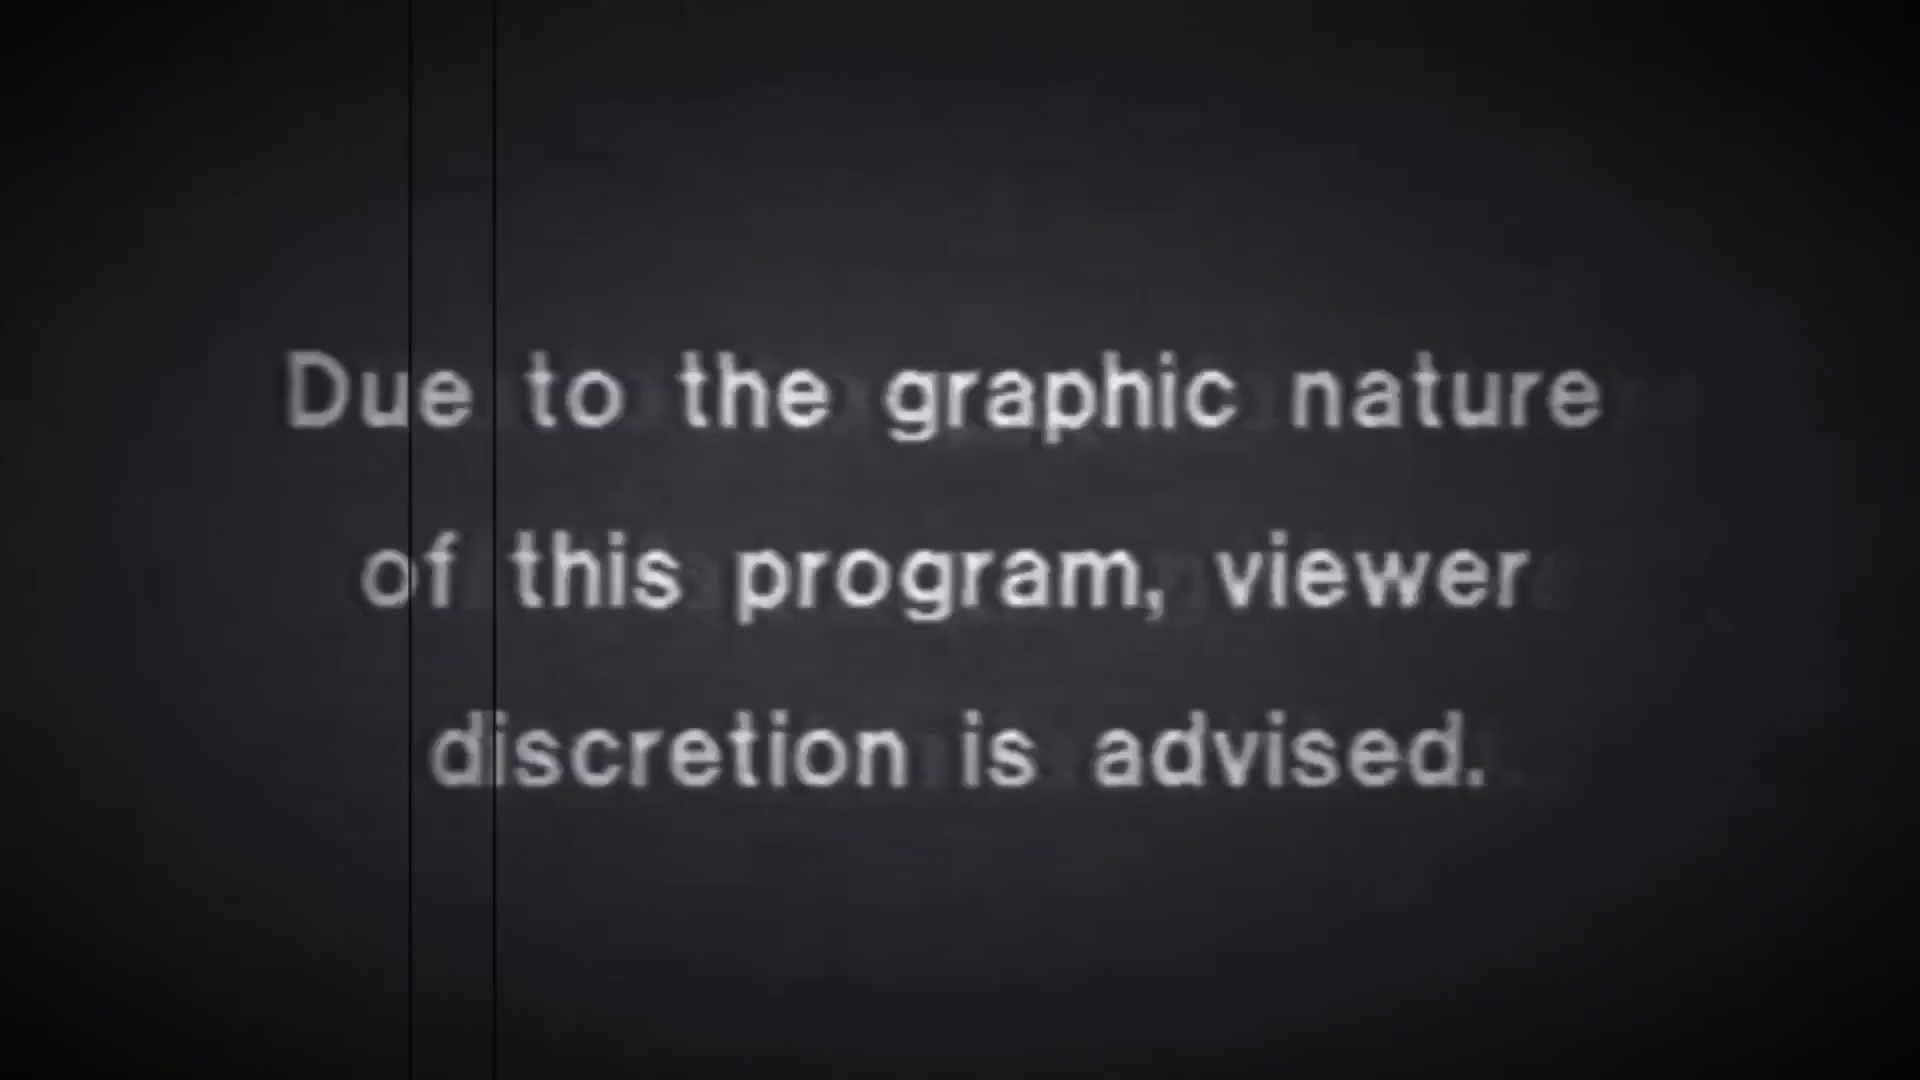 Due to the graphic nature
of this program, viewer
discretion is advised.